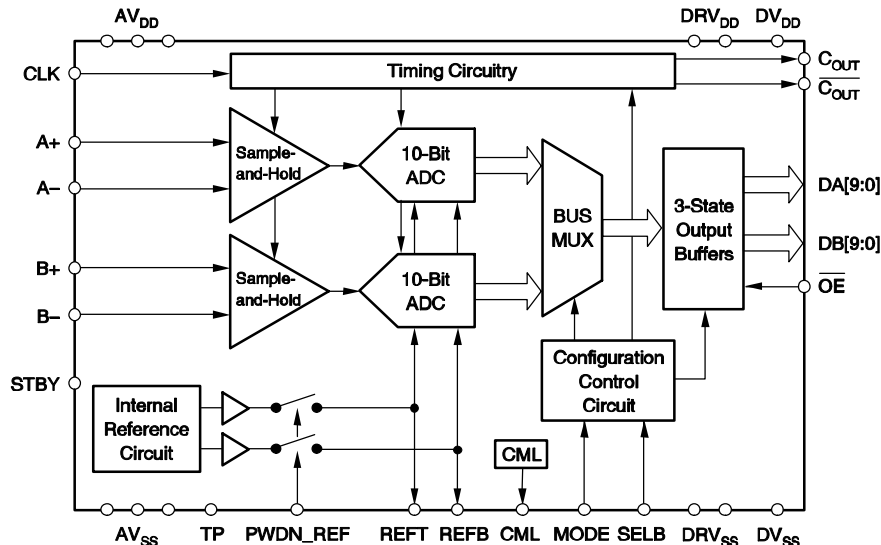 AVDD DRVDD DVDD
CLK Timing Circuitry COUT
C̅O̅U̅T̅
A+ Sample-and-Hold 10-Bit ADC
A–
BUS MUX
3-State Output Buffers
DA[9:0]
DB[9:0]
B+ Sample-and-Hold 10-Bit ADC
B–
O̅E̅
STBY
Internal Reference Circuit
Configuration Control Circuit
CML
AVSS TP PWDN_REF REFT REFB CML MODE SELB DRVSS DVSS